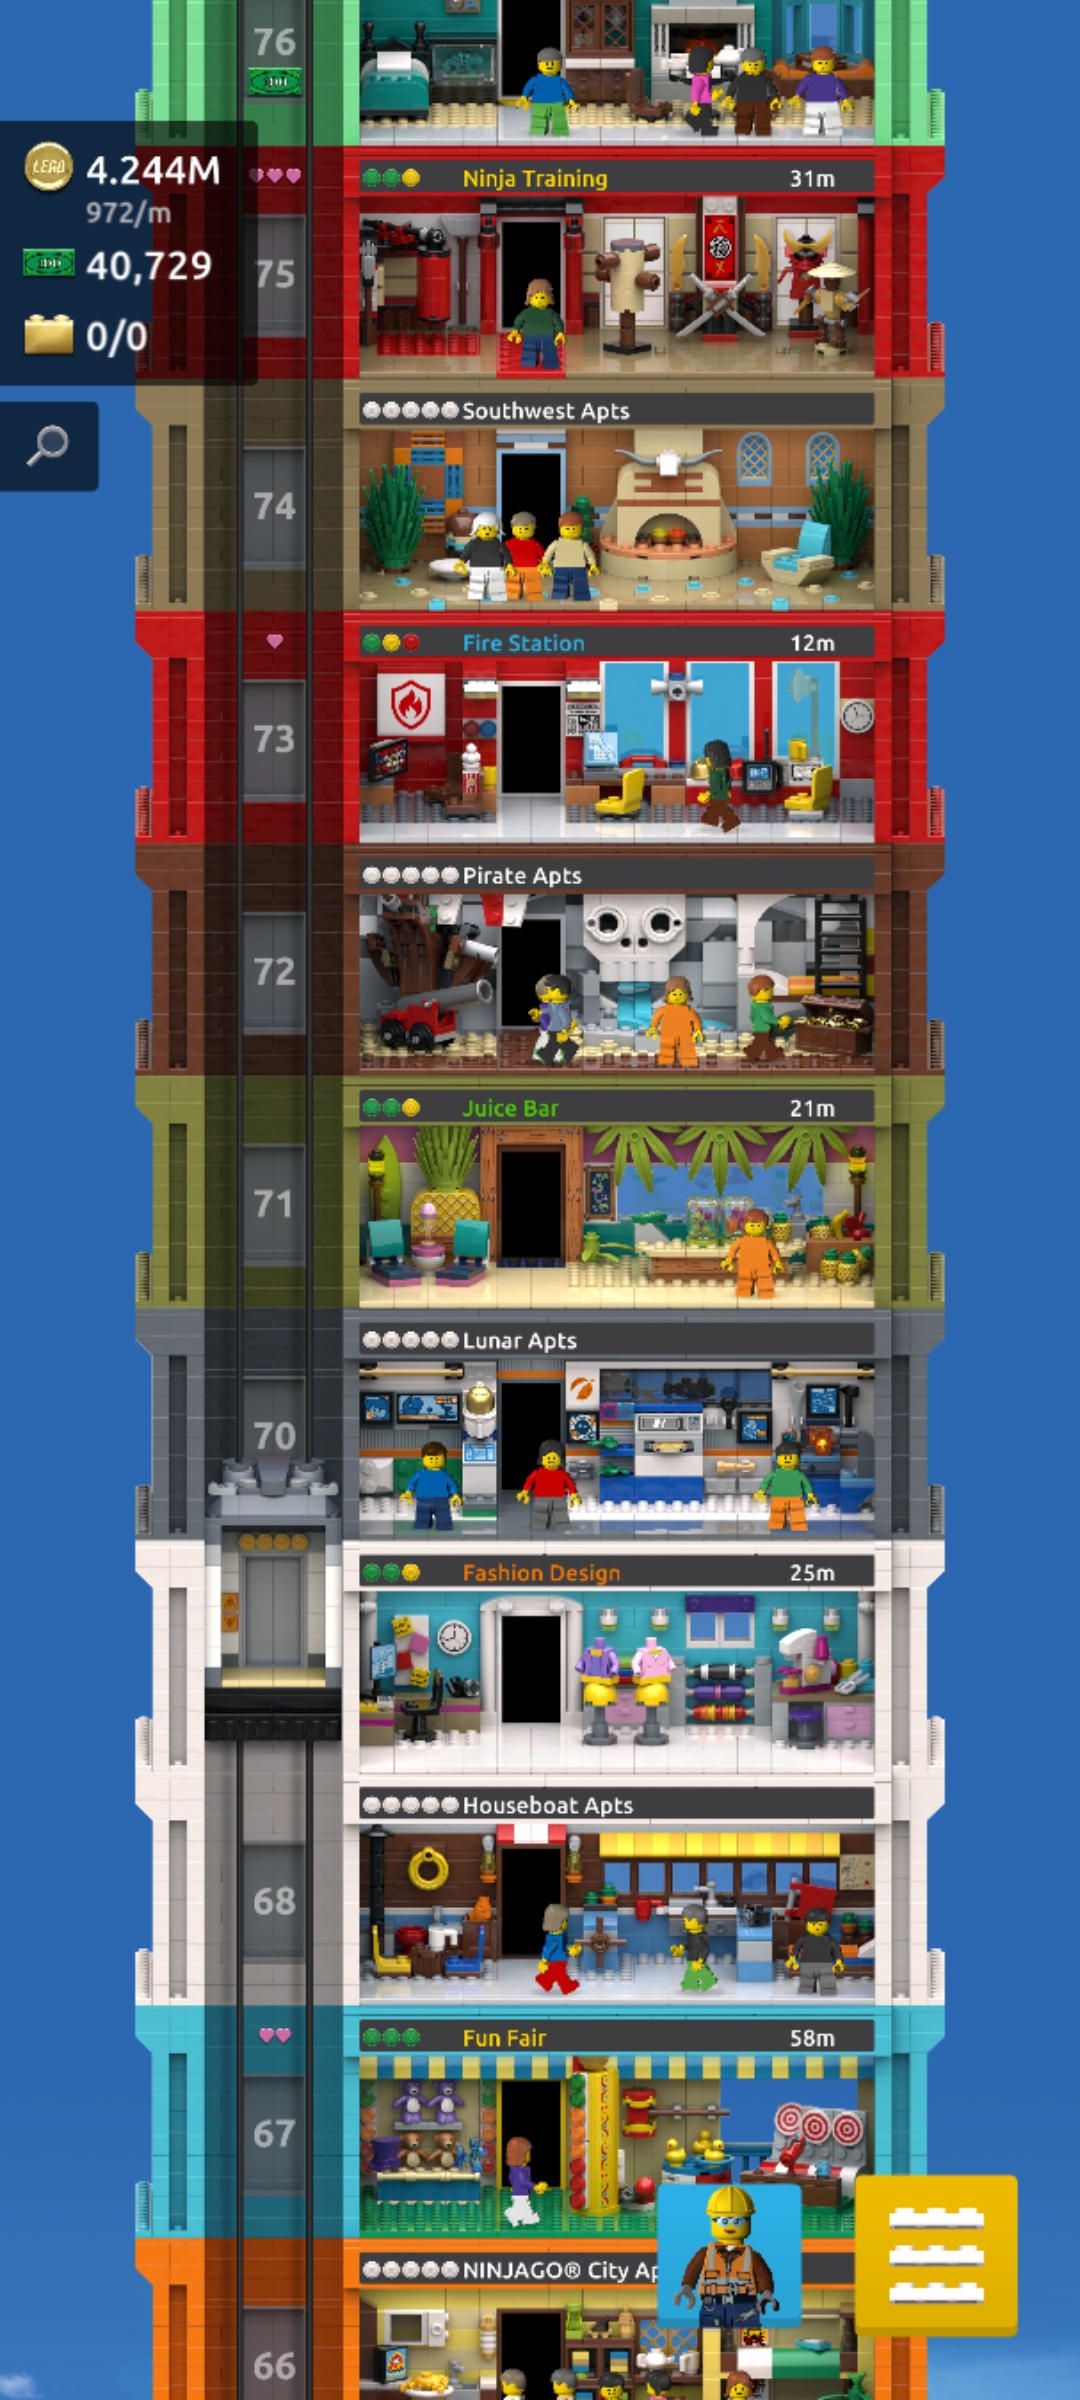 76
LEGO
4.244M
972/m
40,729
0/0
Ninja Training 31m
75
Southwest Apts
74
Fire Station 12m
73
Pirate Apts
72
Juice Bar 21m
71
Lunar Apts
70
Fashion Design 25m
Houseboat Apts
68
Fun Fair 58m
67
NINJAGO® City Ap
66